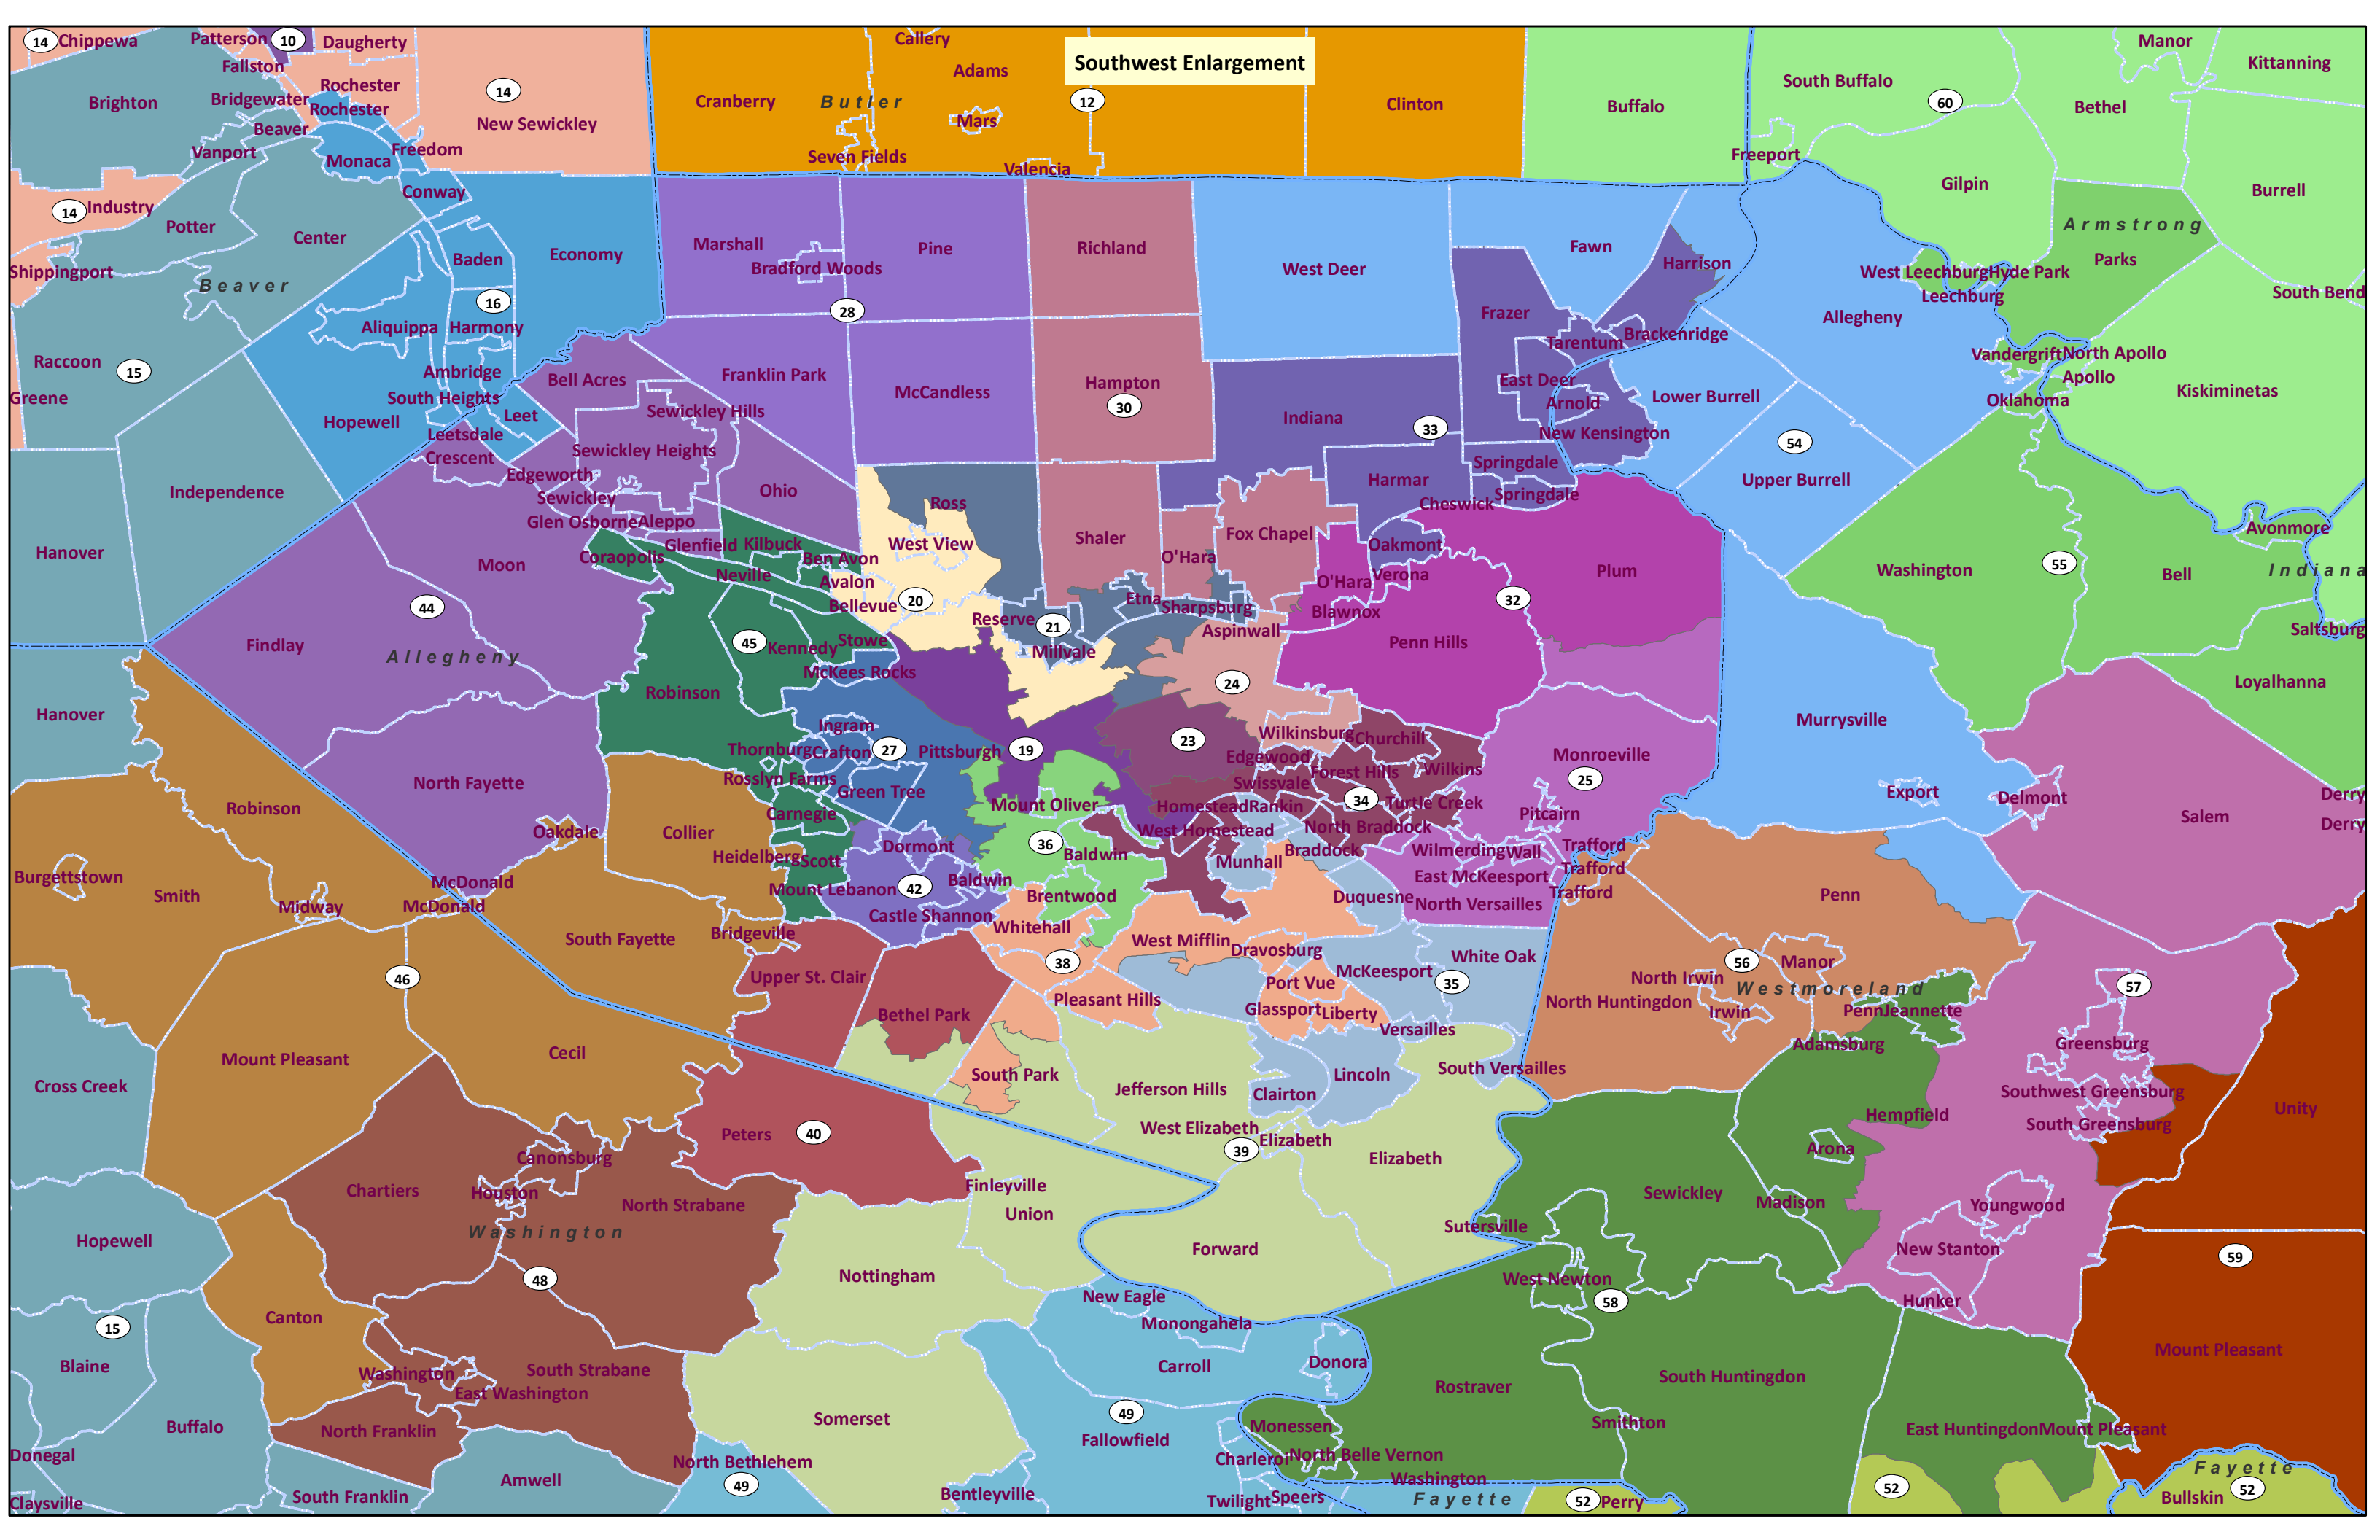 Southwest Enlargement
14 Chippewa
Patterson
10
Daugherty
Fallston
Brighton
Bridgewater
Rochester
Rochester
Beaver
Vanport
Monaca
Freedom
14
New Sewickley
Conway
14 Industry
Potter
Center
Shippingport
Beaver
Baden
Economy
16
Aliquippa
Harmony
Raccoon
15
Greene
Ambridge
South Heights
Hopewell
Leet
Independence
Hanover
Callery
Adams
Cranberry
Butler
12
Mars
Seven Fields
Valencia
Clinton
Buffalo
South Buffalo
60
Manor
Kittanning
Bethel
Freeport
Gilpin
Burrell
Armstrong
Parks
West Leechburg
Hyde Park
Leechburg
South Bend
Allegheny
Vandergrift
North Apollo
Apollo
Oklahoma
Kiskiminetas
Marshall
Bradford Woods
Pine
28
Richland
West Deer
Fawn
Harrison
Frazer
Brackenridge
Tarentum
Bell Acres
Franklin Park
McCandless
Hampton
30
East Deer
Arnold
Lower Burrell
Indiana
33
New Kensington
54
Upper Burrell
Leetsdale
Crescent
Sewickley Hills
Sewickley Heights
Edgeworth
Sewickley
Ohio
Glen Osborne
Aleppo
Springdale
Harmar
Springdale
Cheswick
Ross
West View
Shaler
Fox Chapel
O'Hara
Oakmont
Glenfield
Kilbuck
Coraopolis
Ben Avon
Neville
Avalon
Bellevue
20
Moon
44
O'Hara
Verona
Blawnox
Plum
32
Etna
Sharpsburg
Reserve
21
Aspinwall
Millvale
Penn Hills
Washington
55
Avonmore
Bell
Indiana
Saltsburg
Loyalhanna
Findlay
Allegheny
45
Kennedy
Stowe
McKees Rocks
Robinson
24
Hanover
Murrysville
Ingram
Thornburg
Crafton
27
Pittsburgh
19
23
Wilkinsburg
Churchill
Edgewood
Forest Hills
Wilkins
Swissvale
Monroeville
25
Rosslyn Farms
Green Tree
North Fayette
Mount Oliver
Homestead
Rankin
34
Turtle Creek
Pitcairn
Export
Delmont
Derry
Derry
Salem
Robinson
Oakdale
Collier
Carnegie
West Homestead
North Braddock
Dormont
36
Baldwin
Munhall
Braddock
Wilmerding
Wall
Trafford
Trafford
Trafford
East McKeesport
North Versailles
Heidelberg
Scott
Mount Lebanon
42
Baldwin
Brentwood
Duquesne
Burgettstown
Smith
Midway
McDonald
McDonald
Castle Shannon
Penn
Whitehall
Bridgeville
South Fayette
West Mifflin
Dravosburg
White Oak
38
McKeesport
35
56
Manor
North Irwin
Westmoreland
57
46
Upper St. Clair
Port Vue
Pleasant Hills
Bethel Park
Glassport
Liberty
Versailles
North Huntingdon
Irwin
Penn
Jeannette
Adamsburg
Greensburg
Mount Pleasant
Cecil
Cross Creek
South Park
Jefferson Hills
Clairton
Lincoln
South Versailles
Southwest Greensburg
South Greensburg
Hempfield
Unity
Peters
40
West Elizabeth
Elizabeth
39
Elizabeth
Arona
Canonsburg
Chartiers
Houston
North Strabane
Finleyville
Union
Sewickley
Madison
Youngwood
Washington
Hopewell
Sutersville
Forward
New Stanton
59
Nottingham
48
West Newton
58
Hunker
New Eagle
Monongahela
Canton
15
Blaine
Carroll
Donora
Mount Pleasant
Washington
South Strabane
East Washington
Rostraver
South Huntingdon
Somerset
49
Fallowfield
Monessen
Smithton
East Huntingdon
Mount Pleasant
Buffalo
North Franklin
Donegal
North Bethlehem
49
Charleroi
North Belle Vernon
Washington
Amwell
Bentleyville
South Franklin
Claysville
Twilight
Speers
Fayette
52 Perry
52
Fayette
52
Bullskin